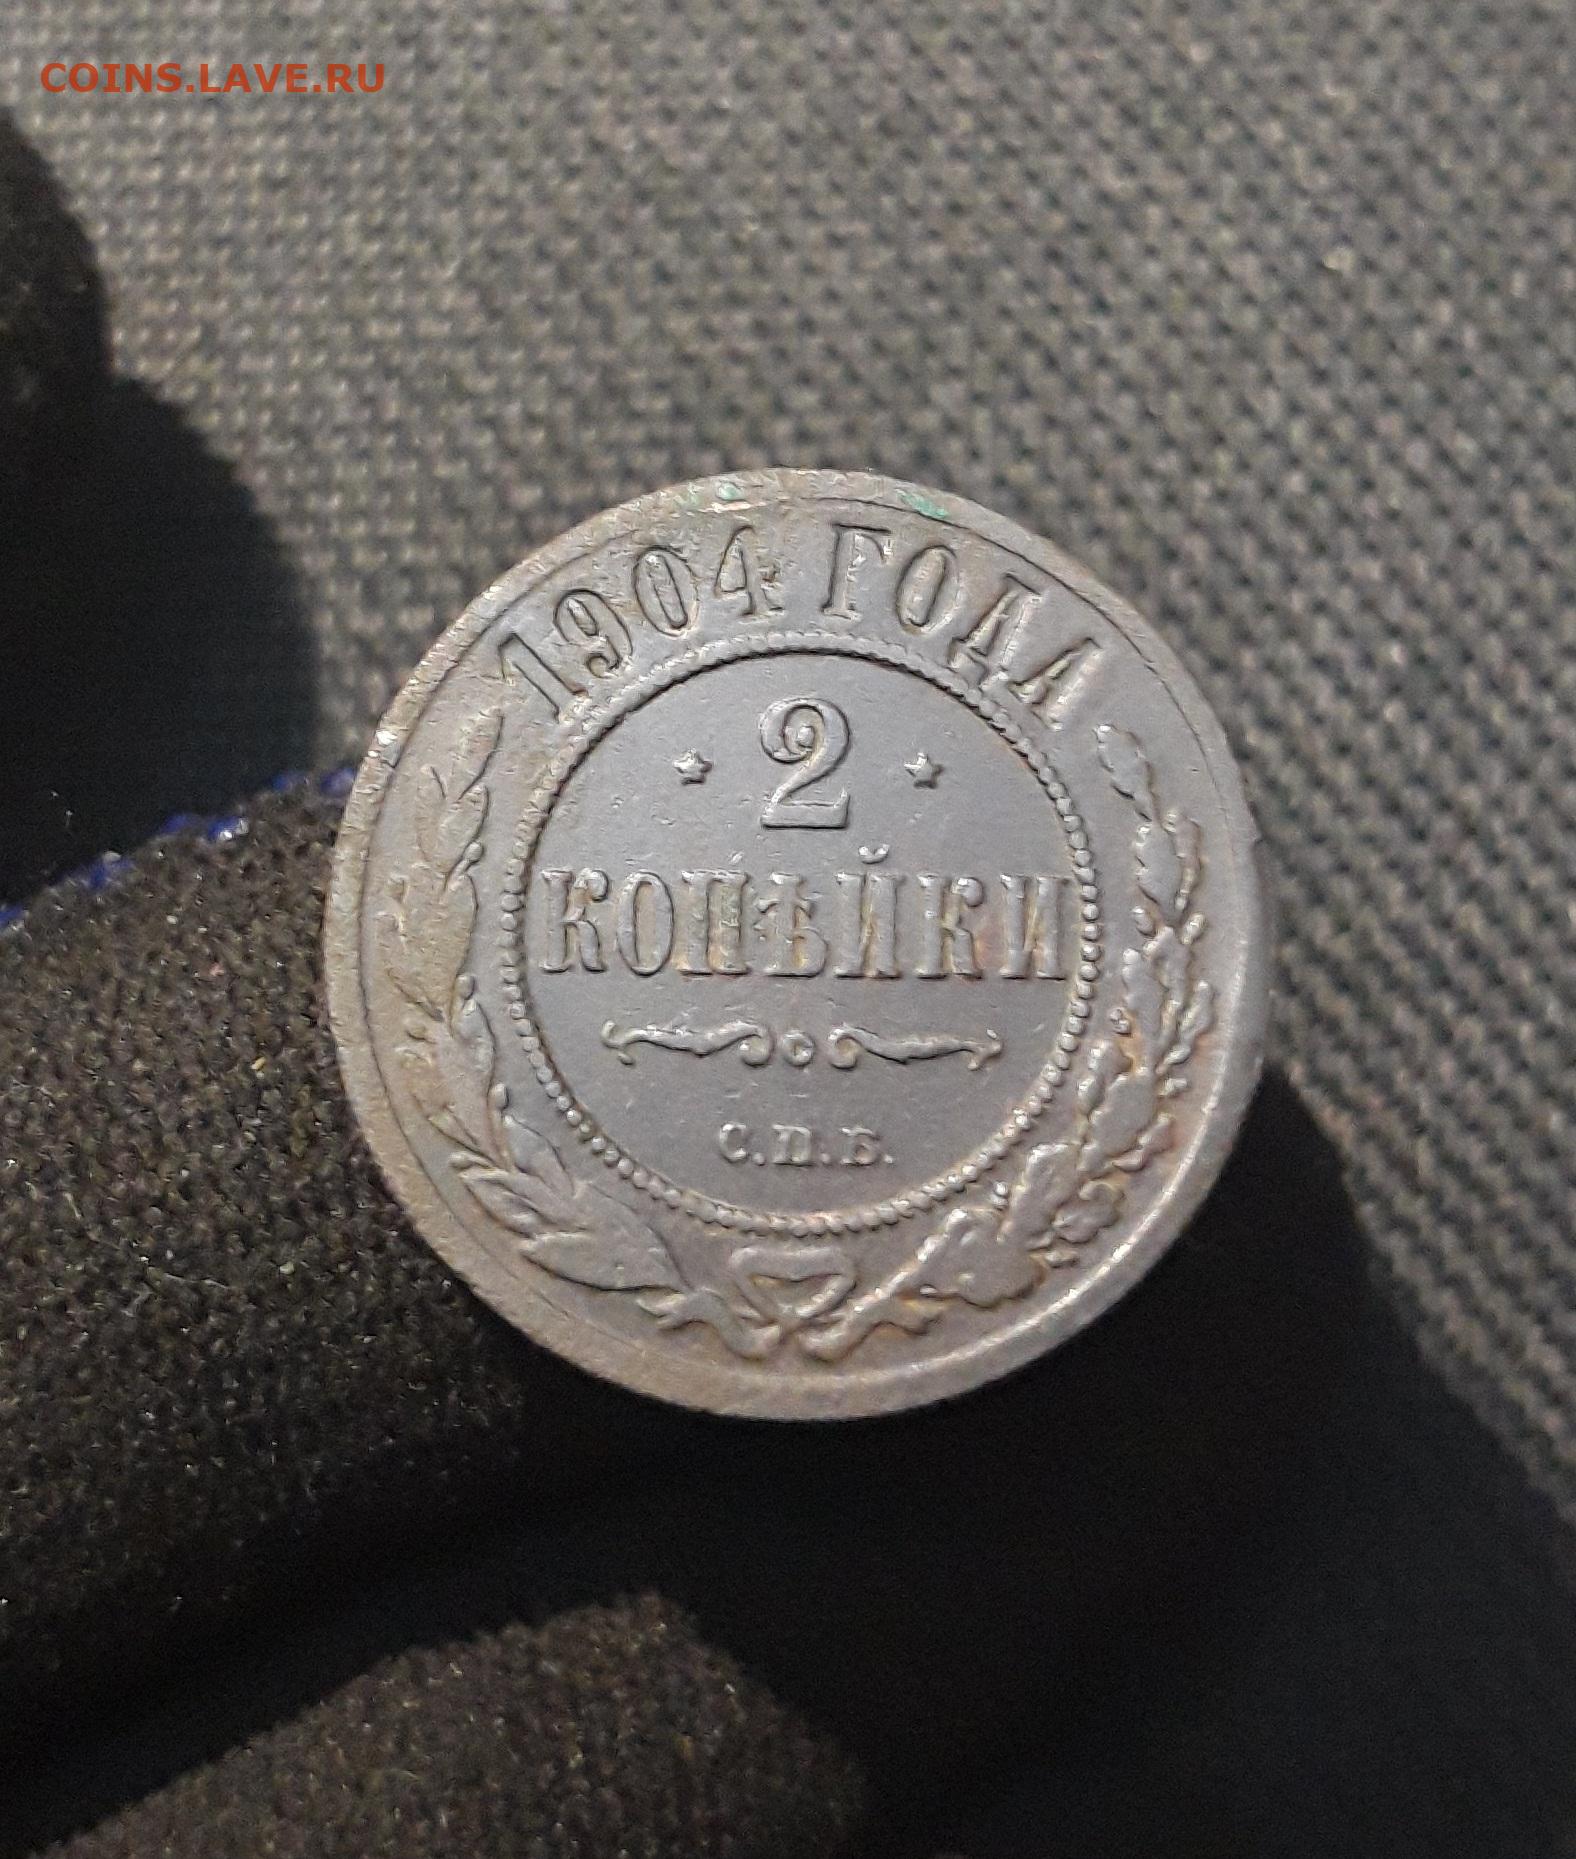 COINS.LAVE.RU
1904 ГОДА
2
КОПѢЙКИ
С.П.Б.